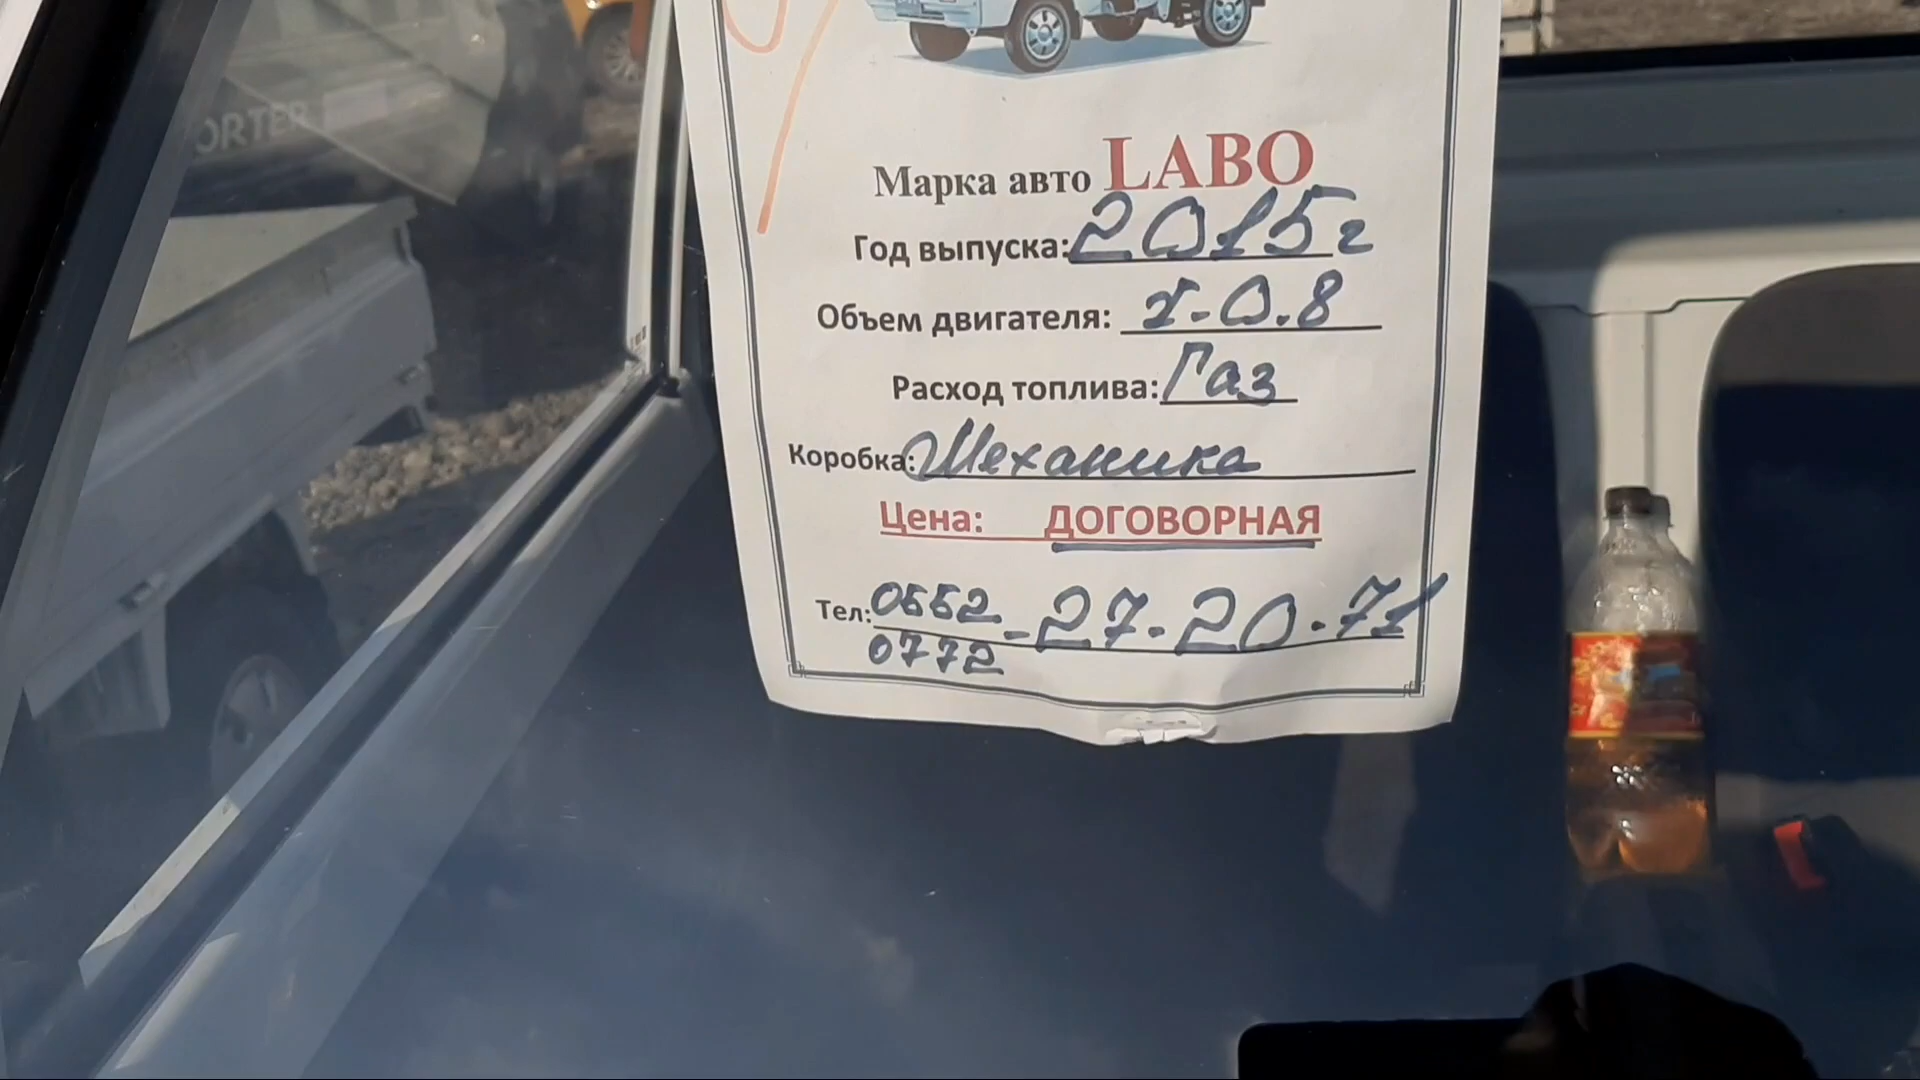 ORTER
Марка авто LABO
Год выпуска: 2015г
Объем двигателя: х-0.8
Расход топлива: Газ
Коробка: Механика
Цена: ДОГОВОРНАЯ
Тел: 0552 -27-20-71
0772